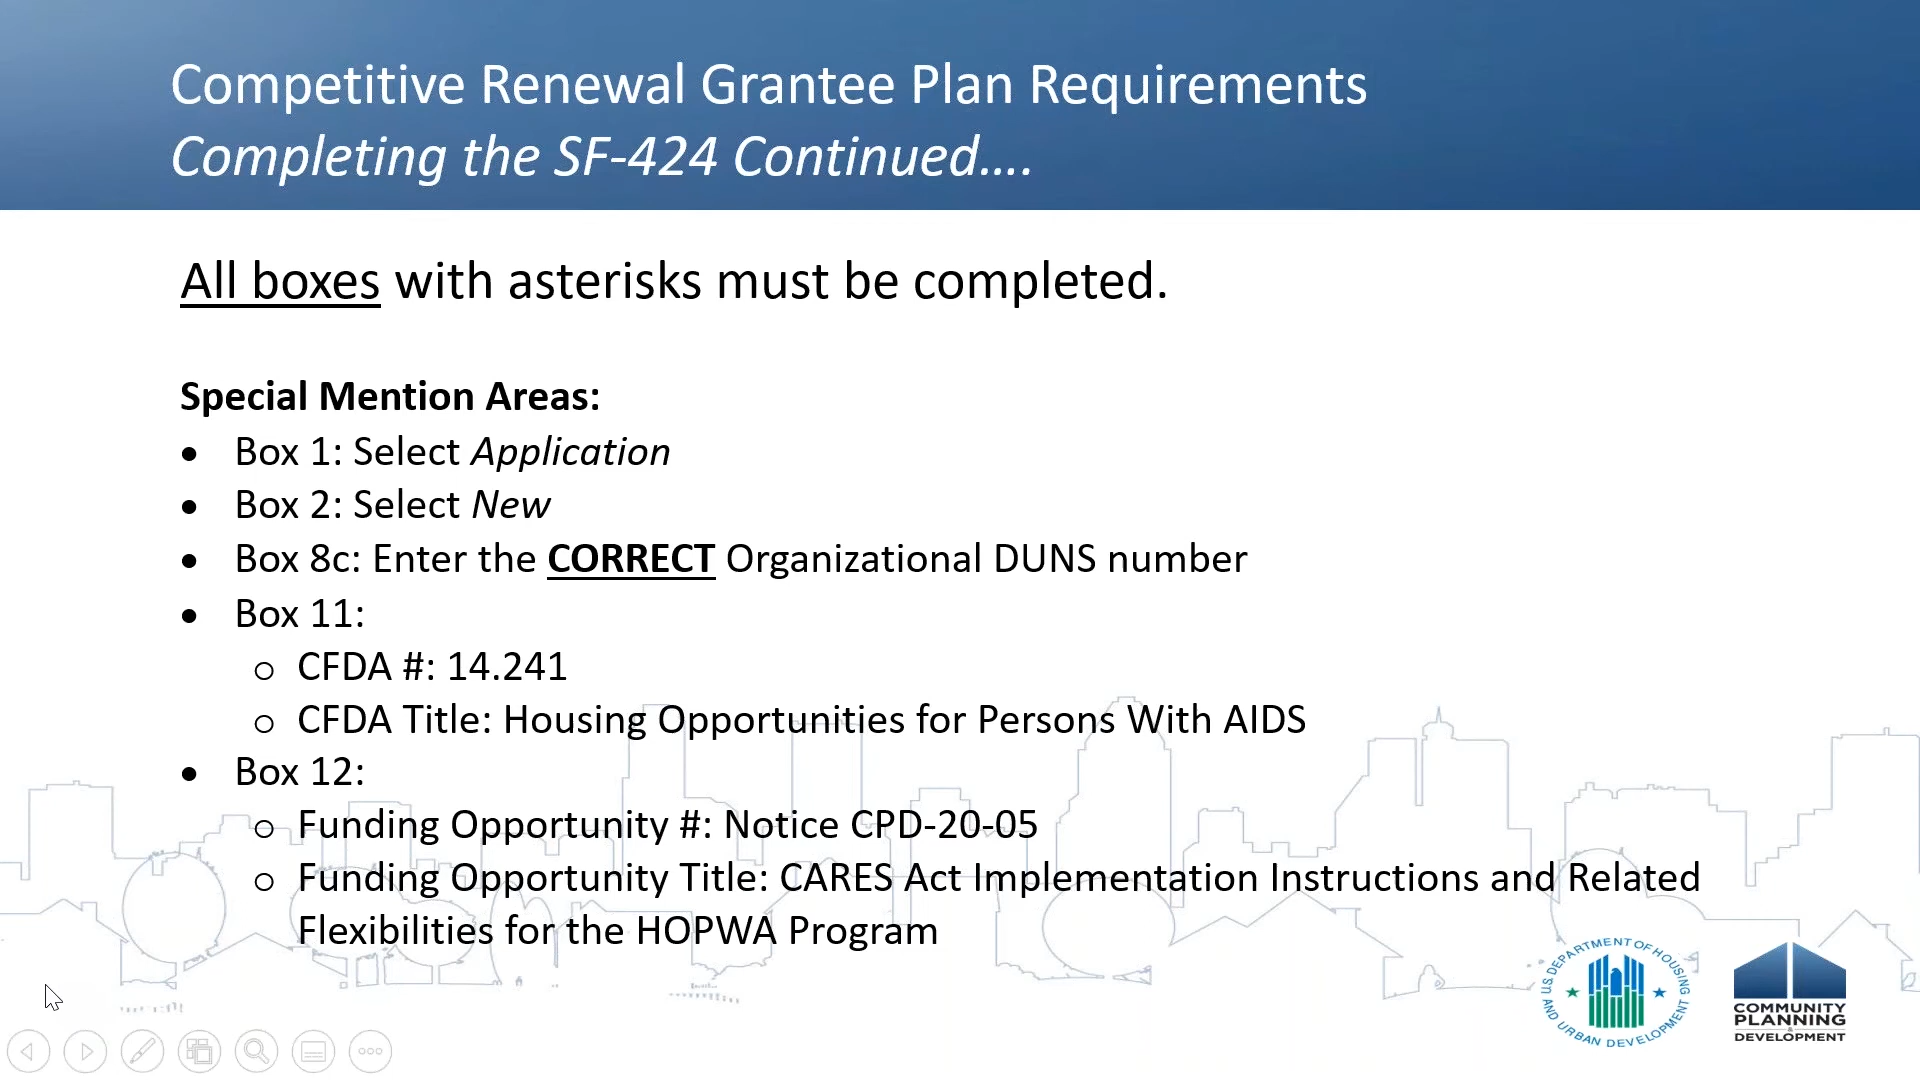 Competitive Renewal Grantee Plan Requirements
Completing the SF-424 Continued....
All boxes with asterisks must be completed.
Special Mention Areas:
• Box 1: Select Application
• Box 2: Select New
• Box 8c: Enter the CORRECT Organizational DUNS number
• Box 11:
o CFDA #: 14.241
o CFDA Title: Housing Opportunities for Persons With AIDS
• Box 12:
o Funding Opportunity #: Notice CPD-20-05
o Funding Opportunity Title: CARES Act Implementation Instructions and Related
Flexibilities for the HOPWA Program
U.S. DEPARTMENT OF HOUSING
AND URBAN DEVELOPMENT
COMMUNITY
PLANNING
&
DEVELOPMENT